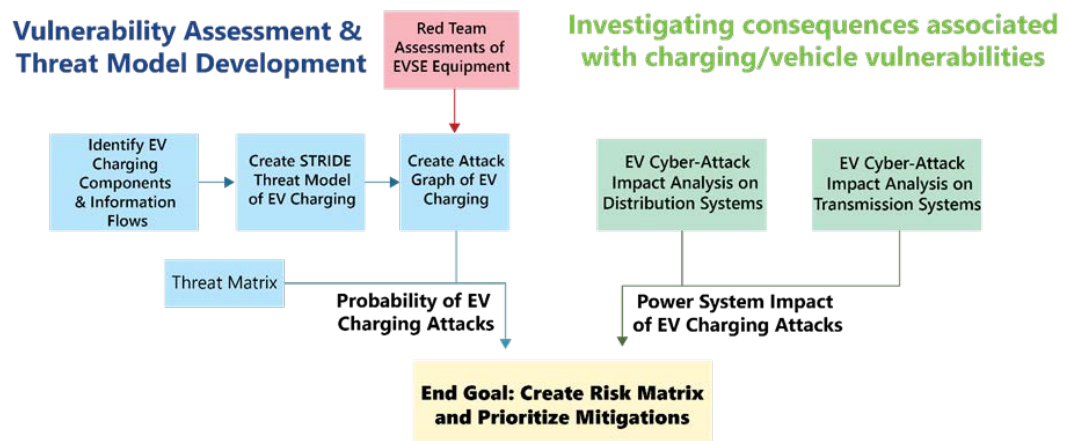 Vulnerability Assessment &
Threat Model Development
Red Team
Assessments of
EVSE Equipment
Investigating consequences associated
with charging/vehicle vulnerabilities
Identify EV
Charging
Components
& Information
Flows
Create STRIDE
Threat Model
of EV Charging
Create Attack
Graph of EV
Charging
EV Cyber-Attack
Impact Analysis on
Distribution Systems
EV Cyber-Attack
Impact Analysis on
Transmission Systems
Threat Matrix
Probability of EV
Charging Attacks
Power System Impact
of EV Charging Attacks
End Goal: Create Risk Matrix
and Prioritize Mitigations